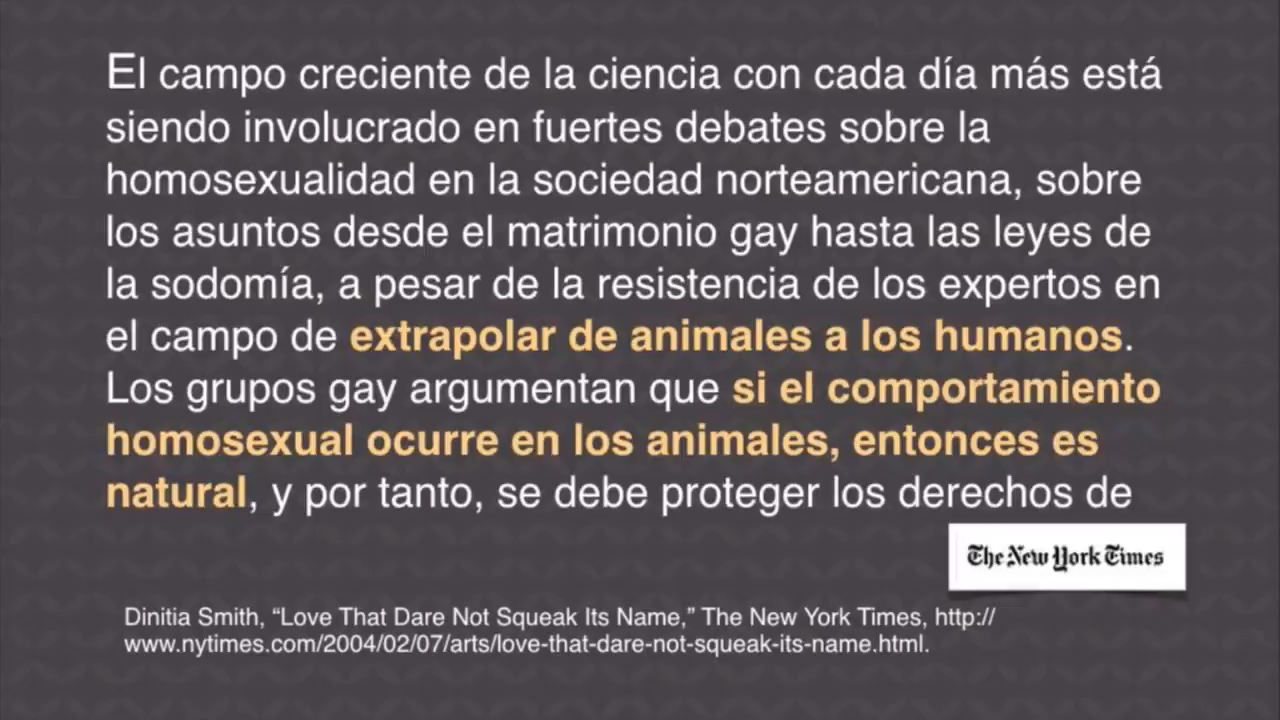 El campo creciente de la ciencia con cada día más está
siendo involucrado en fuertes debates sobre la
homosexualidad en la sociedad norteamericana, sobre
los asuntos desde el matrimonio gay hasta las leyes de
la sodomía, a pesar de la resistencia de los expertos en
el campo de extrapolar de animales a los humanos.
Los grupos gay argumentan que si el comportamiento
homosexual ocurre en los animales, entonces es
natural, y por tanto, se debe proteger los derechos de
The New York Times
Dinitia Smith, “Love That Dare Not Squeak Its Name,” The New York Times, http://
www.nytimes.com/2004/02/07/arts/love-that-dare-not-squeak-its-name.html.